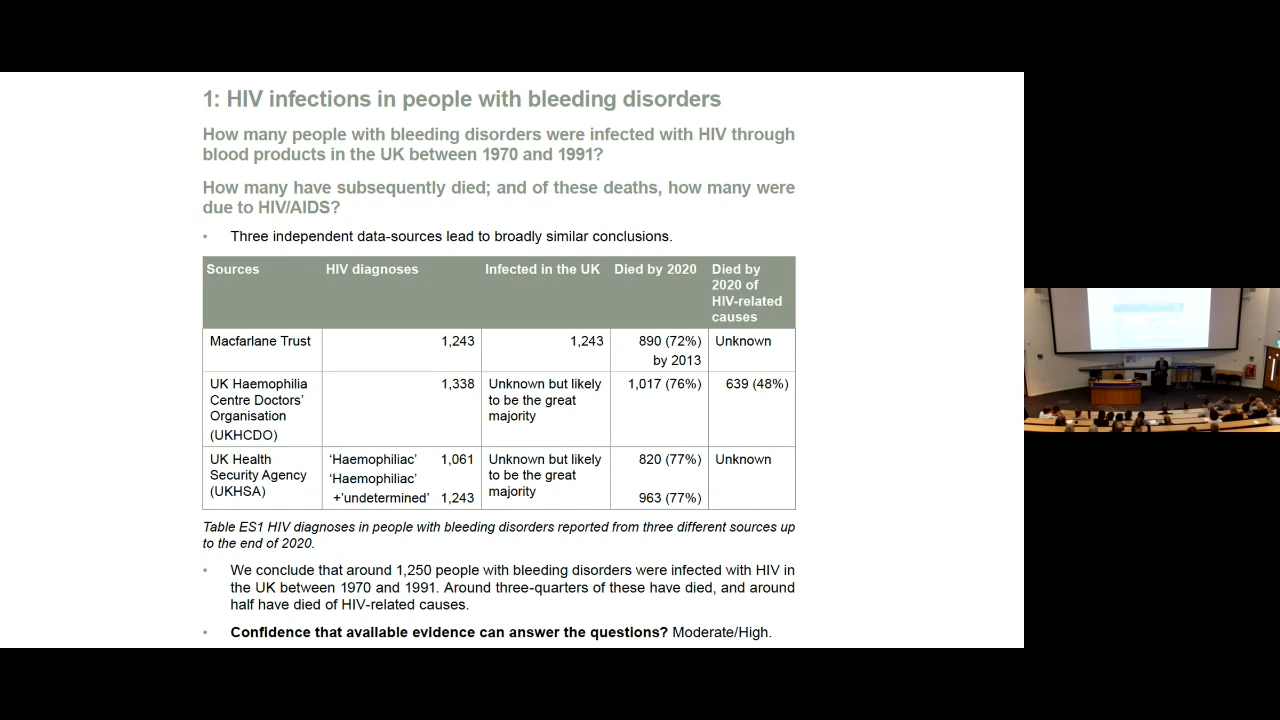 1: HIV infections in people with bleeding disorders
How many people with bleeding disorders were infected with HIV through
blood products in the UK between 1970 and 1991?
How many have subsequently died; and of these deaths, how many were
due to HIV/AIDS?
• Three independent data-sources lead to broadly similar conclusions.
Sources HIV diagnoses Infected in the UK Died by 2020 Died by
2020 of
HIV-related
causes
Macfarlane Trust 1,243 1,243 890 (72%) Unknown
by 2013
UK Haemophilia 1,338 Unknown but likely 1,017 (76%) 639 (48%)
Centre Doctors’ to be the great
Organisation majority
(UKHCDO)
UK Health ‘Haemophiliac’ 1,061 Unknown but likely 820 (77%) Unknown
Security Agency ‘Haemophiliac’ to be the great
(UKHSA) +’undetermined’ 1,243 majority 963 (77%)
Table ES1 HIV diagnoses in people with bleeding disorders reported from three different sources up
to the end of 2020.
• We conclude that around 1,250 people with bleeding disorders were infected with HIV in
the UK between 1970 and 1991. Around three-quarters of these have died, and around
half have died of HIV-related causes.
• Confidence that available evidence can answer the questions? Moderate/High.